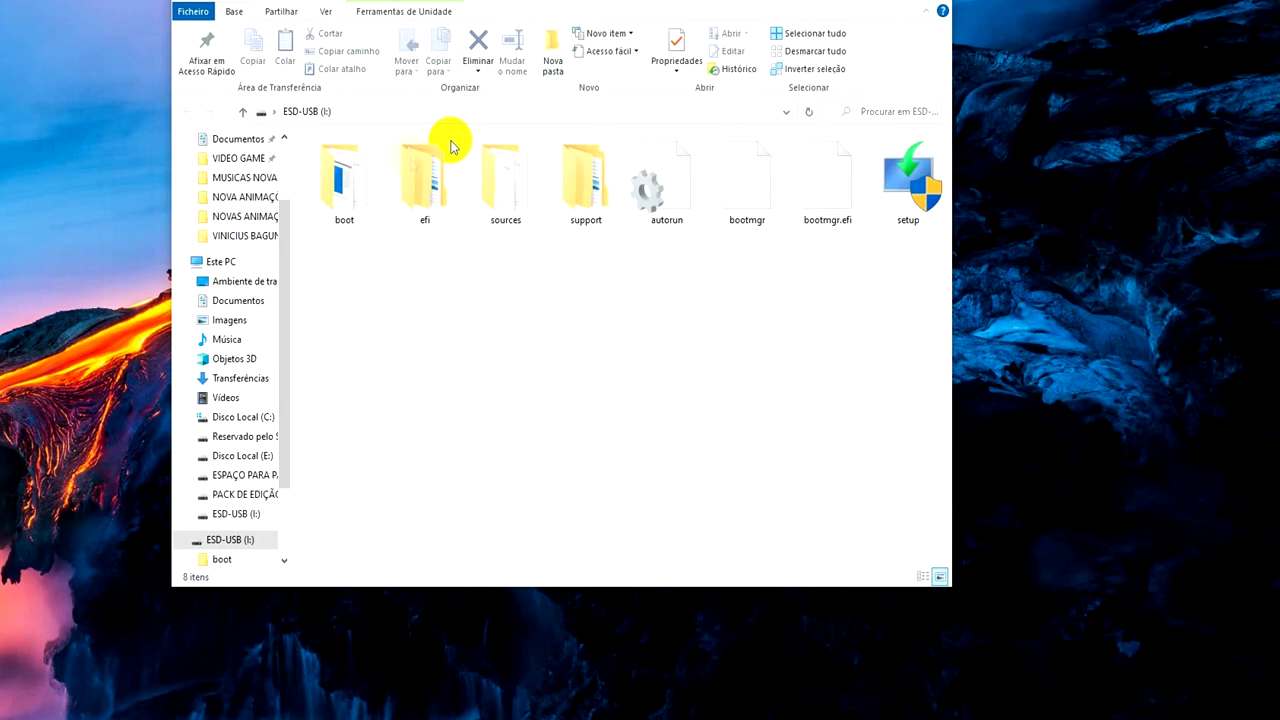 Ficheiro Base Partilhar Ver Ferramentas de Unidade
Afixar em
Acesso Rápido
Copiar
Colar
Cortar
Copiar caminho
Colar atalho
Área de Transferência
Mover
para
Copiar
para
Eliminar
Mudar
o nome
Organizar
Nova
pasta
Novo item
Acesso fácil
Novo
Propriedades
Abrir
Editar
Histórico
Abrir
Selecionar tudo
Desmarcar tudo
Inverter seleção
Selecionar
ESD-USB (I:)
Procurar em ESD-...
Documentos
VIDEO GAME
MUSICAS NOVA
NOVA ANIMAÇÕ
NOVAS ANIMAÇ
VINICIUS BAGUN
Este PC
Ambiente de tra
Documentos
Imagens
Música
Objetos 3D
Transferências
Vídeos
Disco Local (C:)
Reservado pelo S
Disco Local (E:)
ESPAÇO PARA PA
PACK DE EDIÇÃO
ESD-USB (I:)
ESD-USB (I:)
boot
boot
efi
sources
support
autorun
bootmgr
bootmgr.efi
setup
8 itens